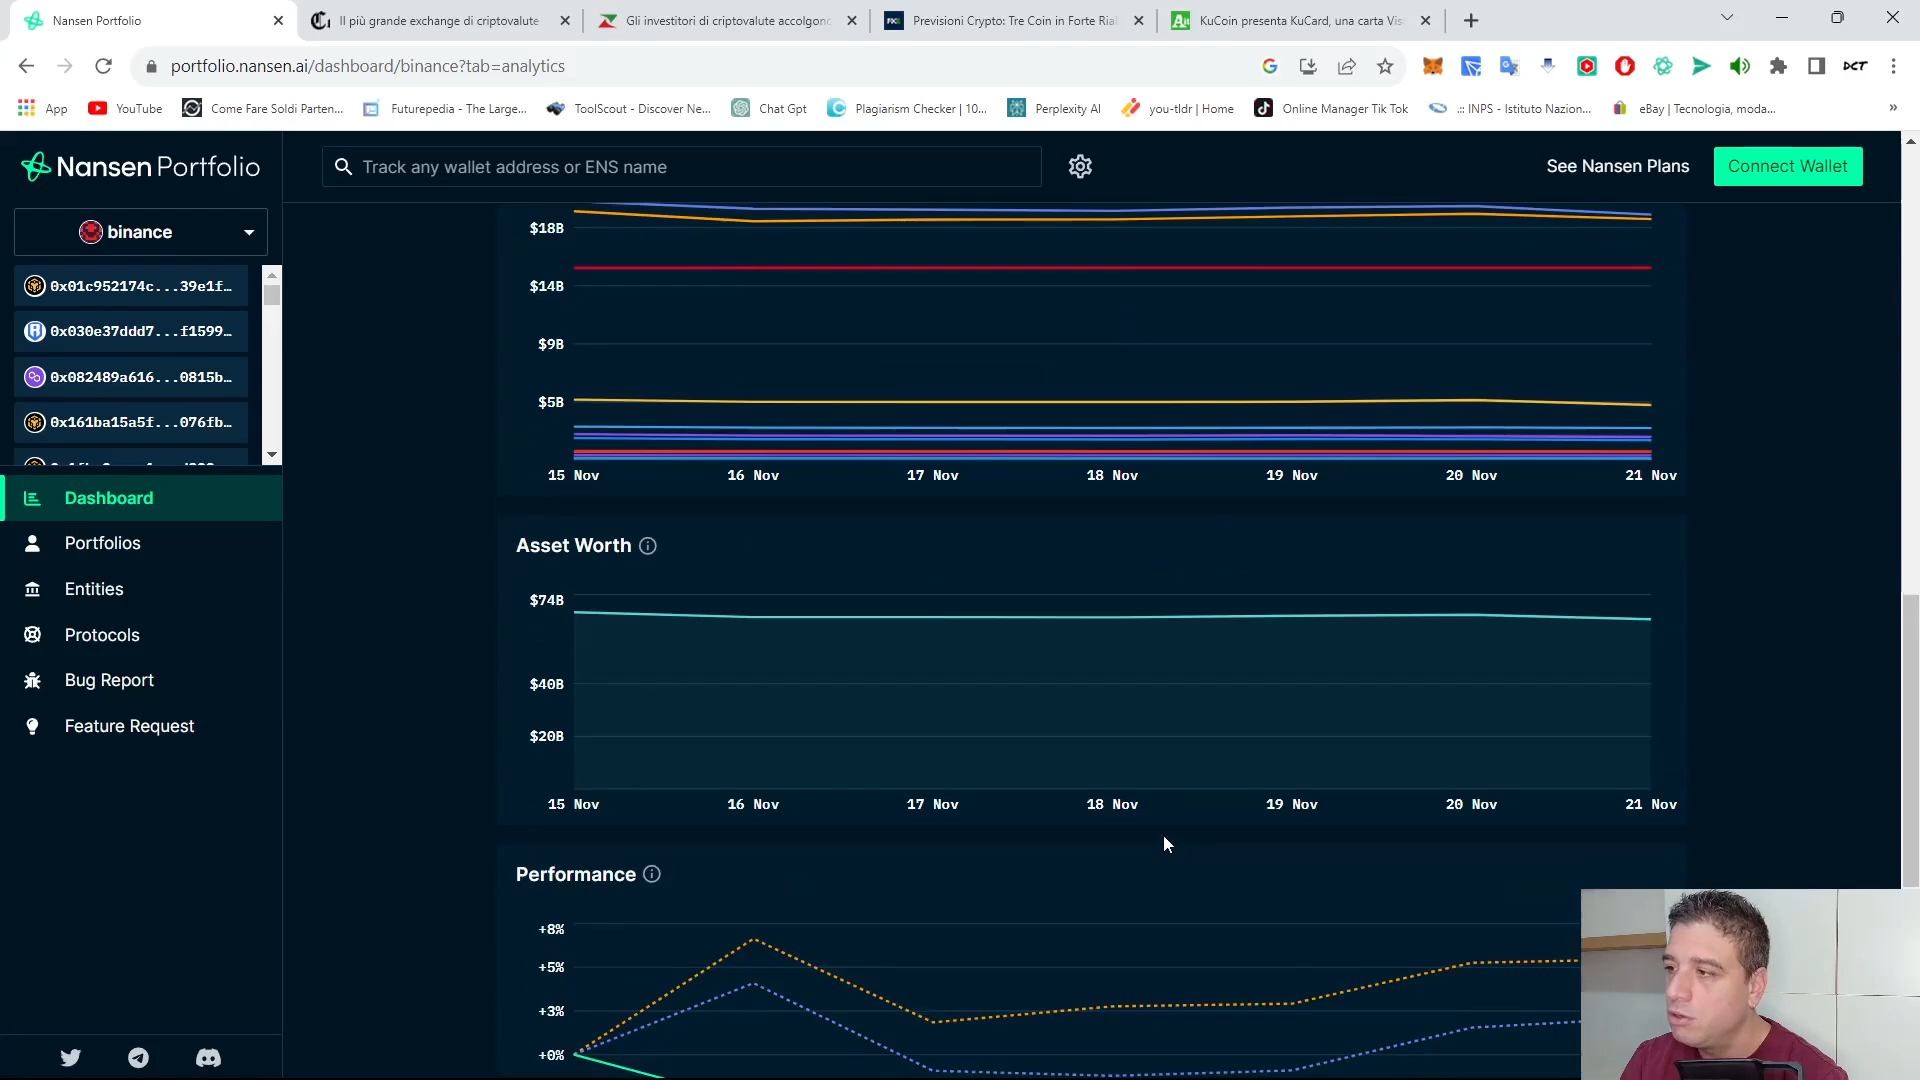 Nansen Portfolio
Il più grande exchange di criptovalute
Gli investitori di criptovalute accolgono
Previsioni Crypto: Tre Coin in Forte Rial
KuCoin presenta KuCard, una carta Vis
portfolio.nansen.ai/dashboard/binance?tab=analytics
App
YouTube
Come Fare Soldi Parten...
Futurepedia - The Large...
ToolScout - Discover Ne...
Chat Gpt
Plagiarism Checker | 10...
Perplexity AI
you-tldr | Home
Online Manager Tik Tok
.:: INPS - Istituto Nazion...
eBay | Tecnologia, moda...
»
Nansen Portfolio
Track any wallet address or ENS name
See Nansen Plans
Connect Wallet
binance
0x01c952174c...39e1f...
0x030e37ddd7...f1599...
0x082489a616...0815b...
0x161ba15a5f...076fb...
Dashboard
Portfolios
Entities
Protocols
Bug Report
Feature Request
$18B
$14B
$9B
$5B
15 Nov 16 Nov 17 Nov 18 Nov 19 Nov 20 Nov 21 Nov
Asset Worth
$74B
$40B
$20B
15 Nov 16 Nov 17 Nov 18 Nov 19 Nov 20 Nov 21 Nov
Performance
+8%
+5%
+3%
+0%